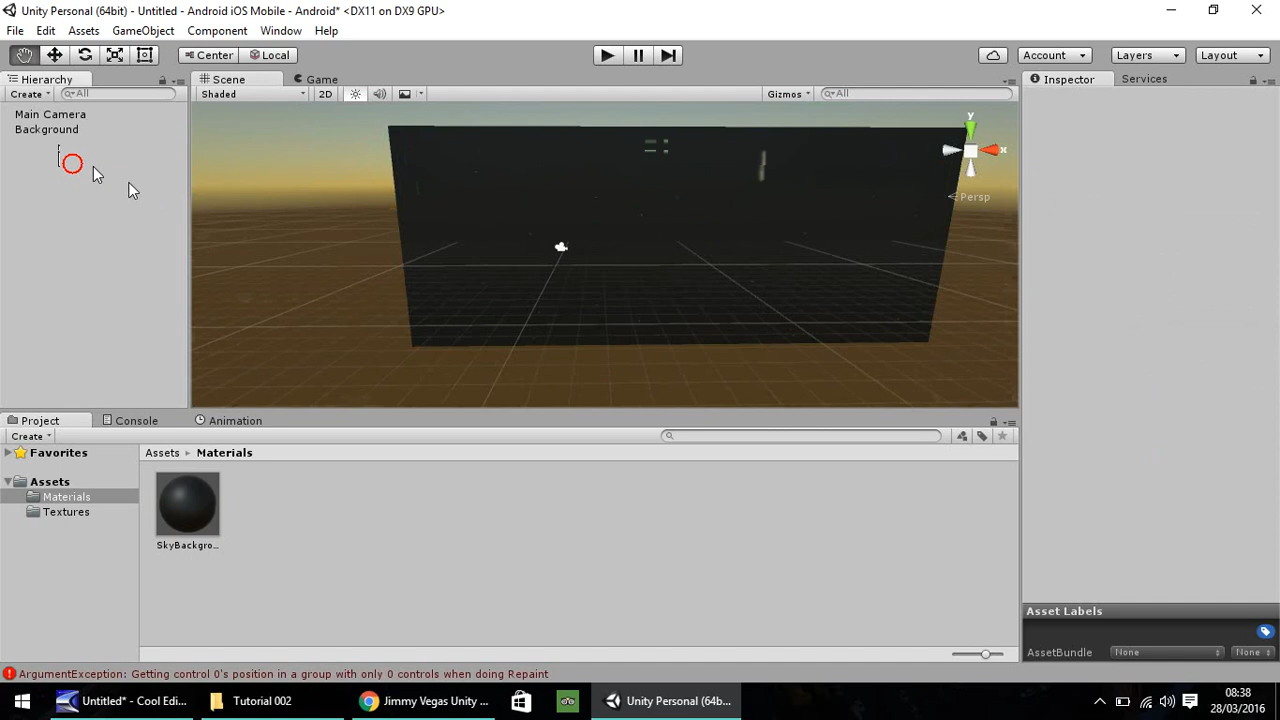 Unity Personal (64bit) - Untitled - Android iOS Mobile - Android* <DX11 on DX9 GPU>
File Edit Assets GameObject Component Window Help
Center Local Account Layers Layout
Hierarchy Scene Game Inspector Services
Create All Shaded 2D Gizmos All
Main Camera
Background
y
x
Persp
Project Console Animation
Create
Favorites
Assets
Materials
Textures
Assets Materials
SkyBackgro...
Asset Labels
AssetBundle None None
ArgumentException: Getting control 0's position in a group with only 0 controls when doing Repaint
Untitled* - Cool Edi... Tutorial 002 Jimmy Vegas Unity ... Unity Personal (64b...
08:38
28/03/2016